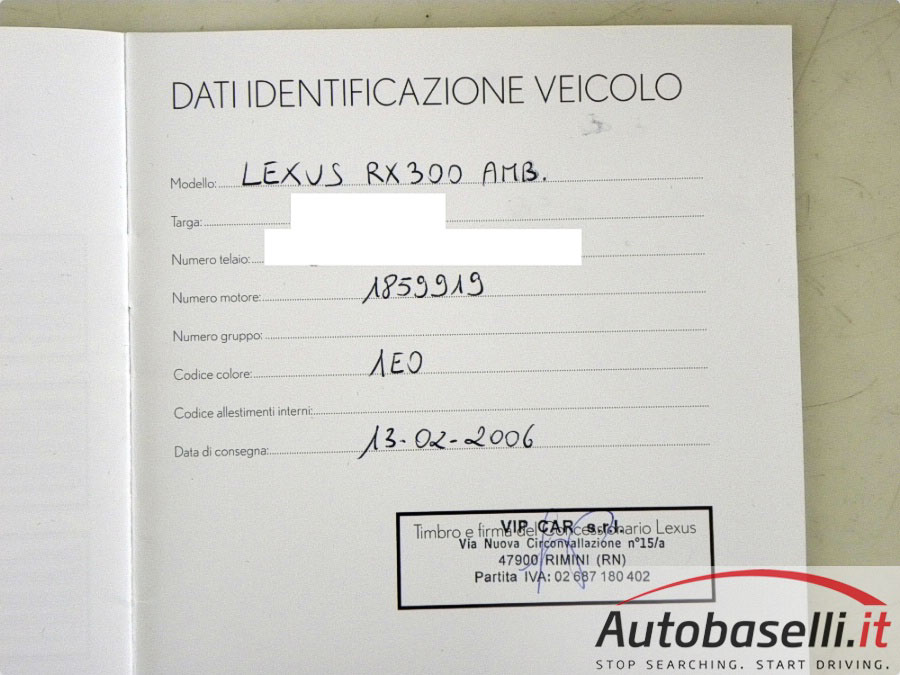 DATI IDENTIFICAZIONE VEICOLO
Modello: LEXUS RX300 AMB.
Targa:
Numero telaio:
Numero motore: 1859919
Numero gruppo:
Codice colore: 1E0
Codice allestimenti interni:
Data di consegna: 13-02-2006
Timbro e firma del Concessionario Lexus
VIP CAR s.r.l.
Via Nuova Circonvallazione n°15/a
47900 RIMINI (RN)
Partita IVA: 02 687 180 402
Autobaselli.it
STOP SEARCHING. START DRIVING.